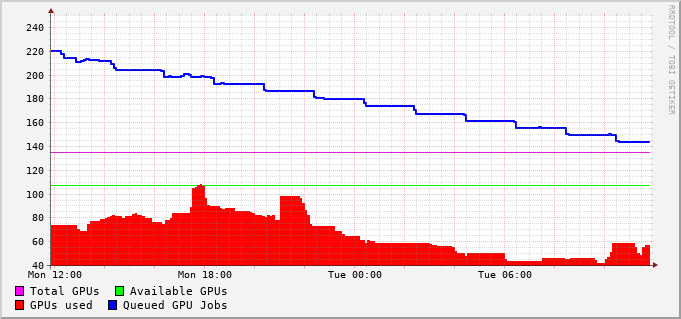 RRDTOOL / TOBI OETIKER
240
220
200
180
160
140
120
100
80
60
40
Mon 12:00 Mon 18:00 Tue 00:00 Tue 06:00
Total GPUs Available GPUs
GPUs used Queued GPU Jobs